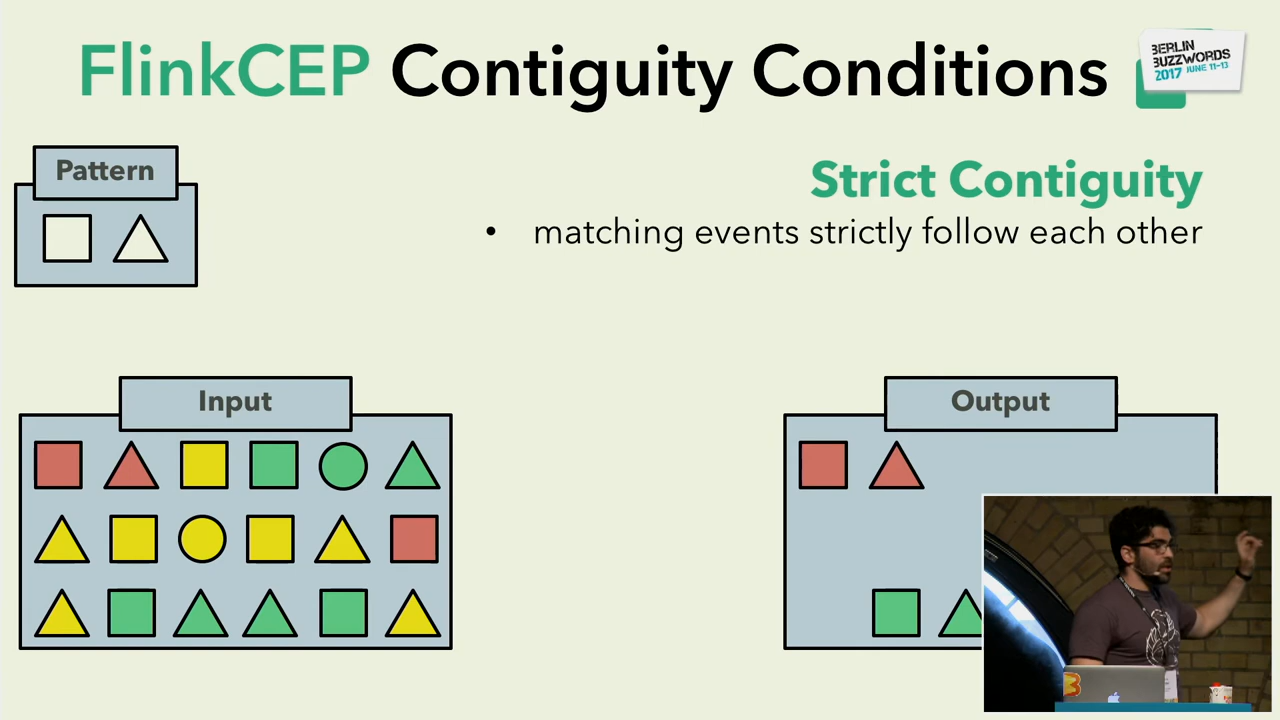 FlinkCEP Contiguity Conditions
BERLIN
BUZZWORDS
2017 JUNE 11-13
Pattern
Strict Contiguity
• matching events strictly follow each other
Input
Output